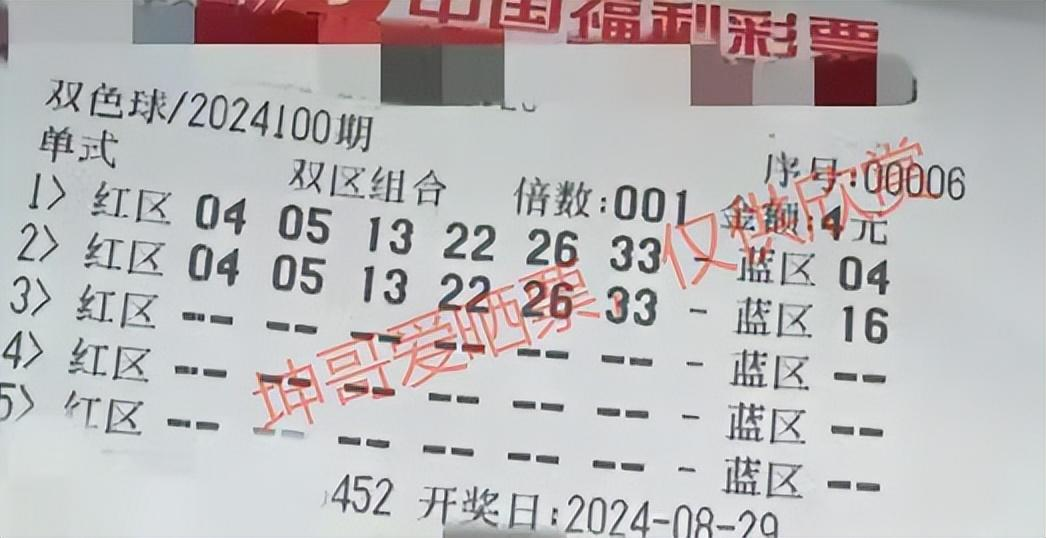 中国福利彩票
双色球/2024100期
单式 双区组合 倍数:001 序号:00006
金额:4元
1> 红区 04 05 13 22 26 33 - 蓝区 04
2> 红区 04 05 13 22 26 33 - 蓝区 16
3> 红区 -- -- -- -- -- -- - 蓝区 --
4> 红区 -- -- -- -- -- -- - 蓝区 --
5> 红区 -- -- -- -- -- -- - 蓝区 --
452 开奖日:2024-08-29
坤哥爱晒票，仅供欣赏